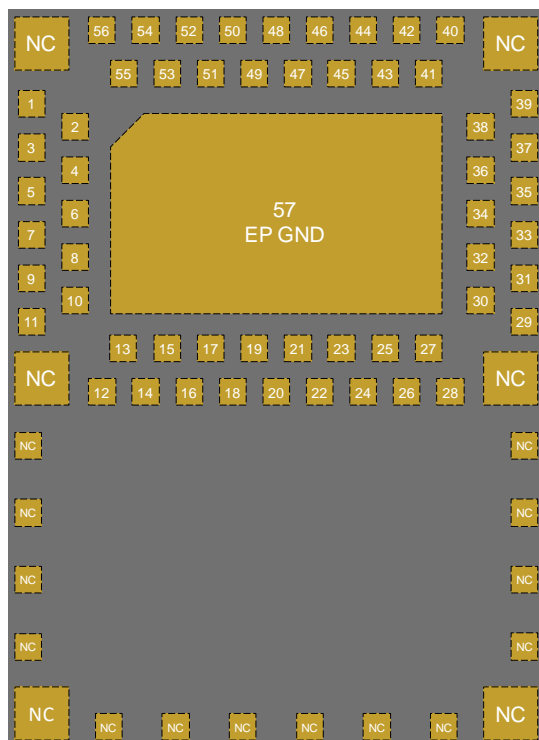 NC 56 54 52 50 48 46 44 42 40 NC
55 53 51 49 47 45 43 41
1 39
2 38
3 37
4 36
5 35
57
6 34
EP GND
7 33
8 32
9 31
10 30
11 29
13 15 17 19 21 23 25 27
NC NC
12 14 16 18 20 22 24 26 28
NC NC
NC NC
NC NC
NC NC
NC NC
NC NC NC NC NC NC